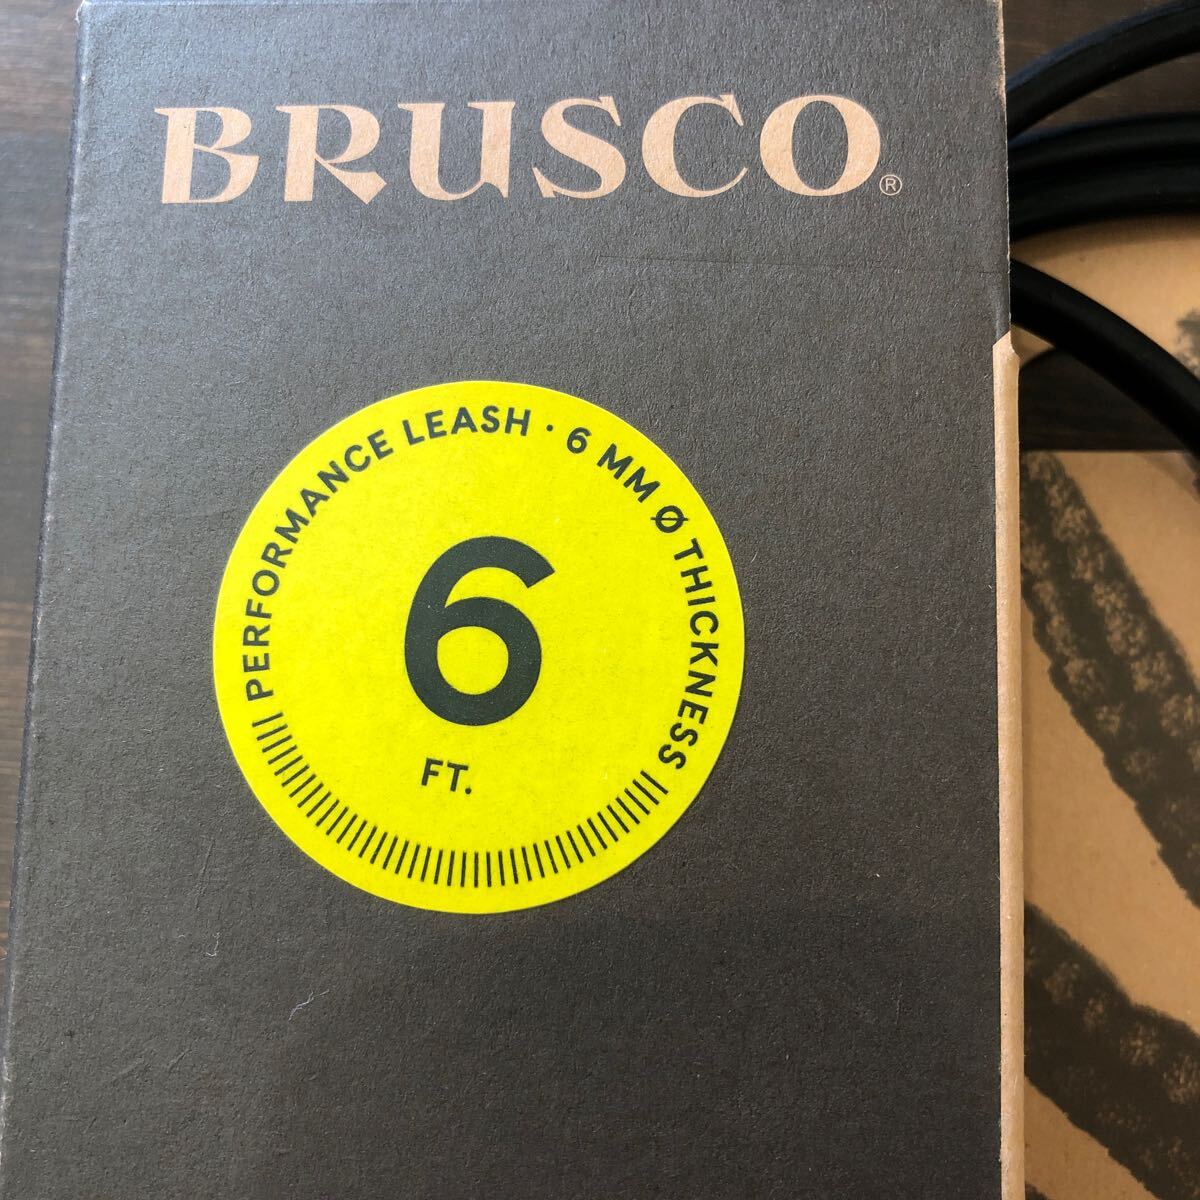 BRUSCO®
PERFORMANCE LEASH · 6 MM Ø THICKNESS
6
FT.